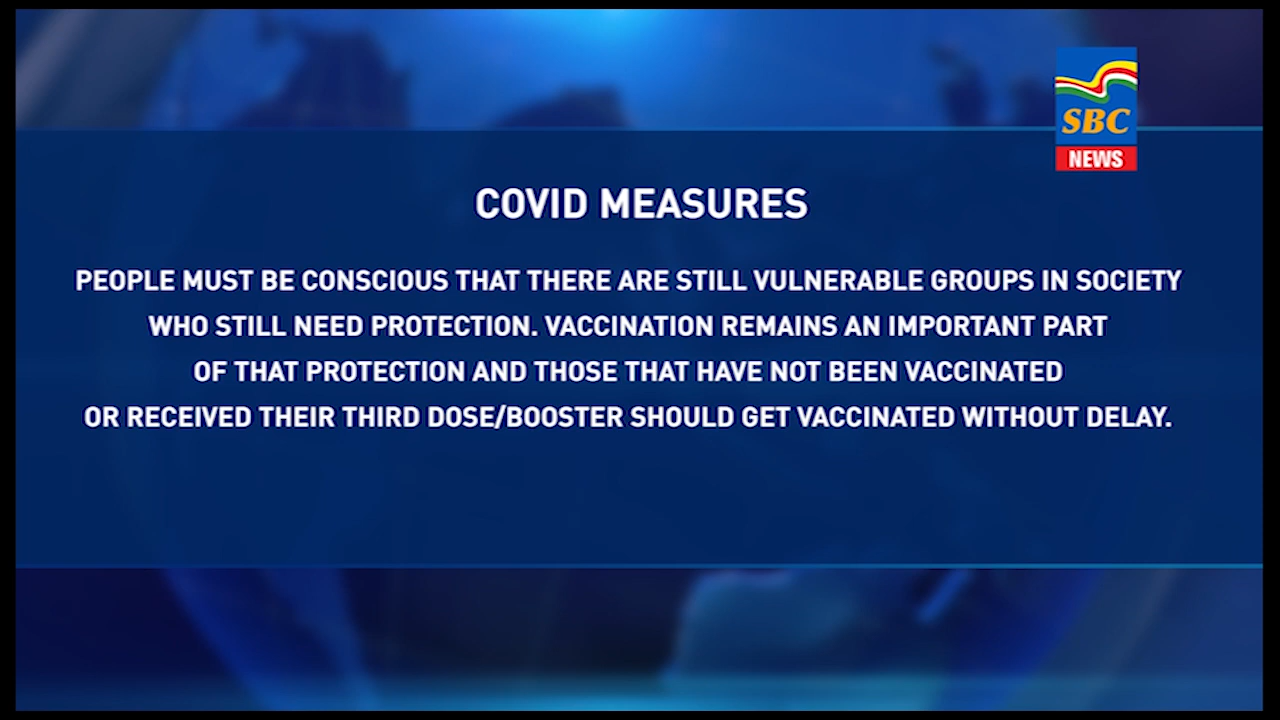 SBC
NEWS
COVID MEASURES
PEOPLE MUST BE CONSCIOUS THAT THERE ARE STILL VULNERABLE GROUPS IN SOCIETY
WHO STILL NEED PROTECTION. VACCINATION REMAINS AN IMPORTANT PART
OF THAT PROTECTION AND THOSE THAT HAVE NOT BEEN VACCINATED
OR RECEIVED THEIR THIRD DOSE/BOOSTER SHOULD GET VACCINATED WITHOUT DELAY.